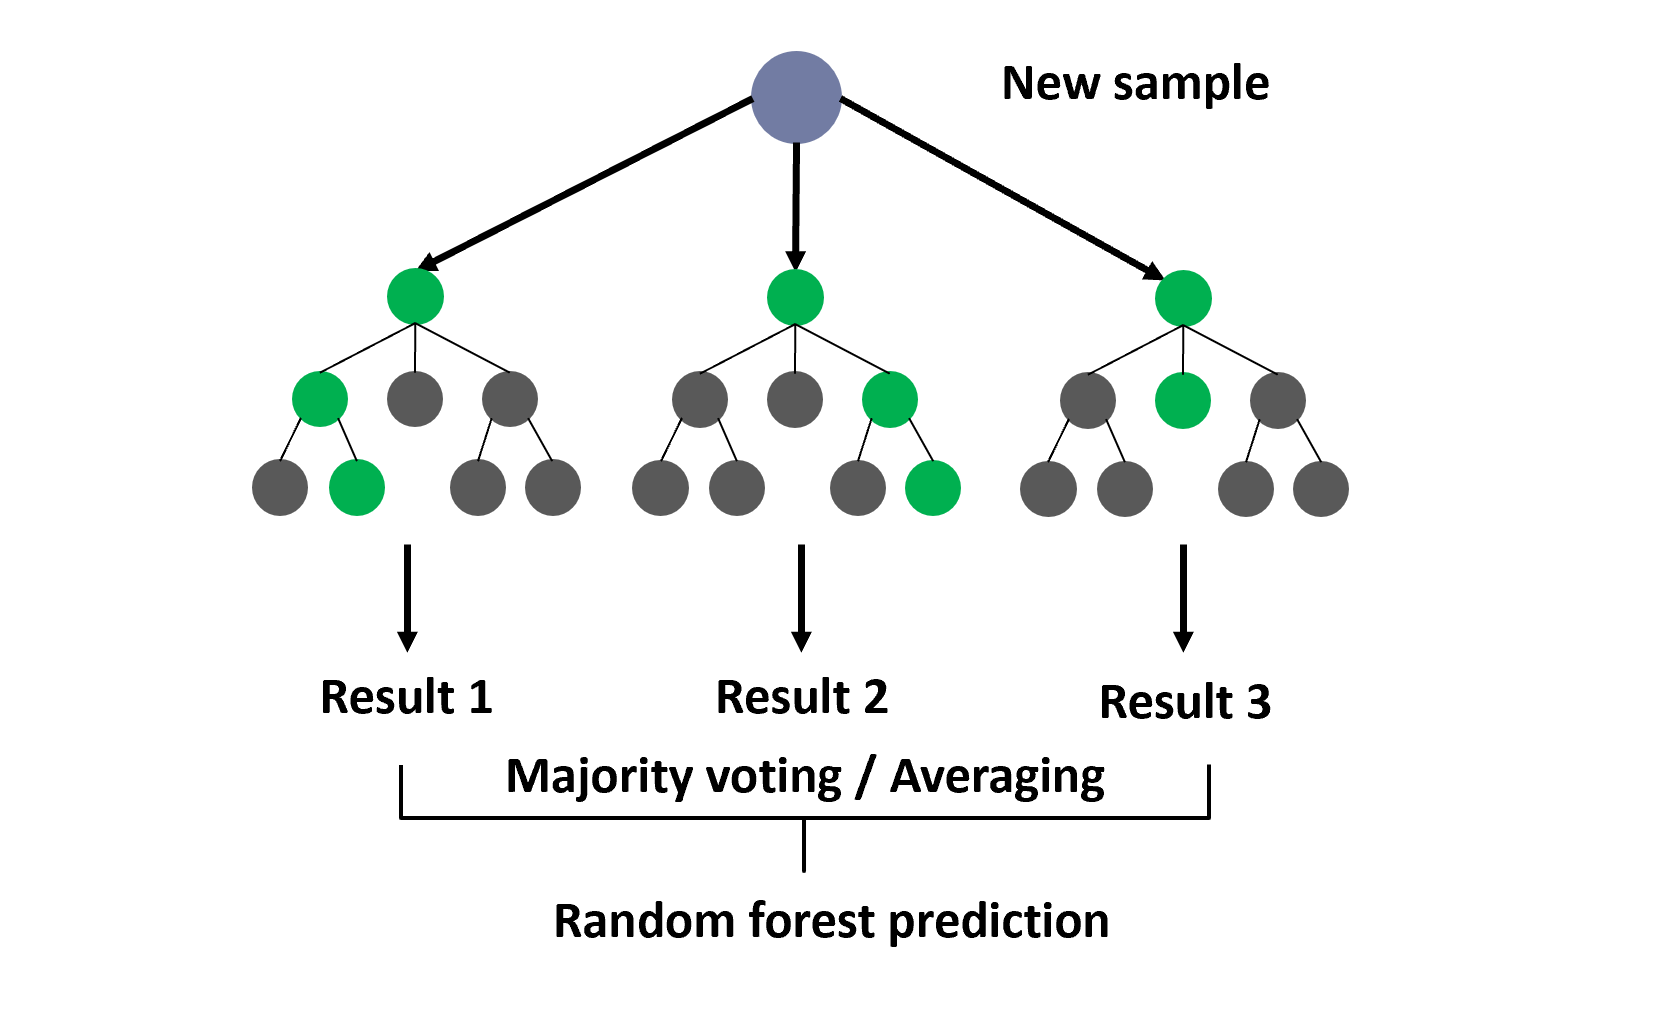 New sample
Result 1
Result 2
Result 3
Majority voting / Averaging
Random forest prediction